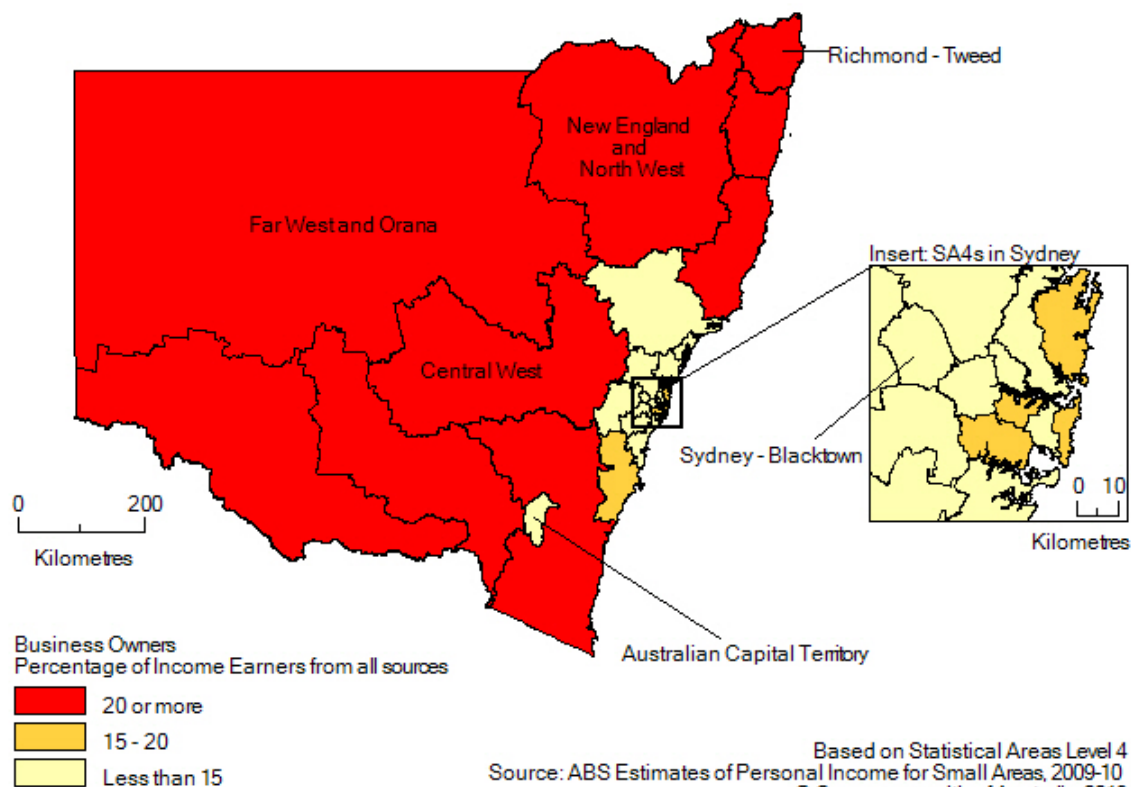 Richmond - Tweed
New England
and
North West
Far West and Orana
Insert: SA4s in Sydney
Central West
Sydney - Blacktown
0 10
Kilometres
0 200
Kilometres
Australian Capital Territory
Business Owners
Percentage of Income Earners from all sources
20 or more
15 - 20
Less than 15
Based on Statistical Areas Level 4
Source: ABS Estimates of Personal Income for Small Areas, 2009-10